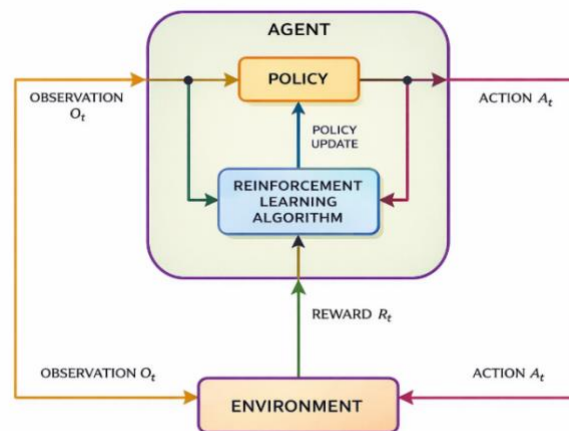 AGENT
POLICY
OBSERVATION
Oₜ
ACTION Aₜ
POLICY
UPDATE
REINFORCEMENT
LEARNING
ALGORITHM
REWARD Rₜ
OBSERVATION Oₜ
ACTION Aₜ
ENVIRONMENT